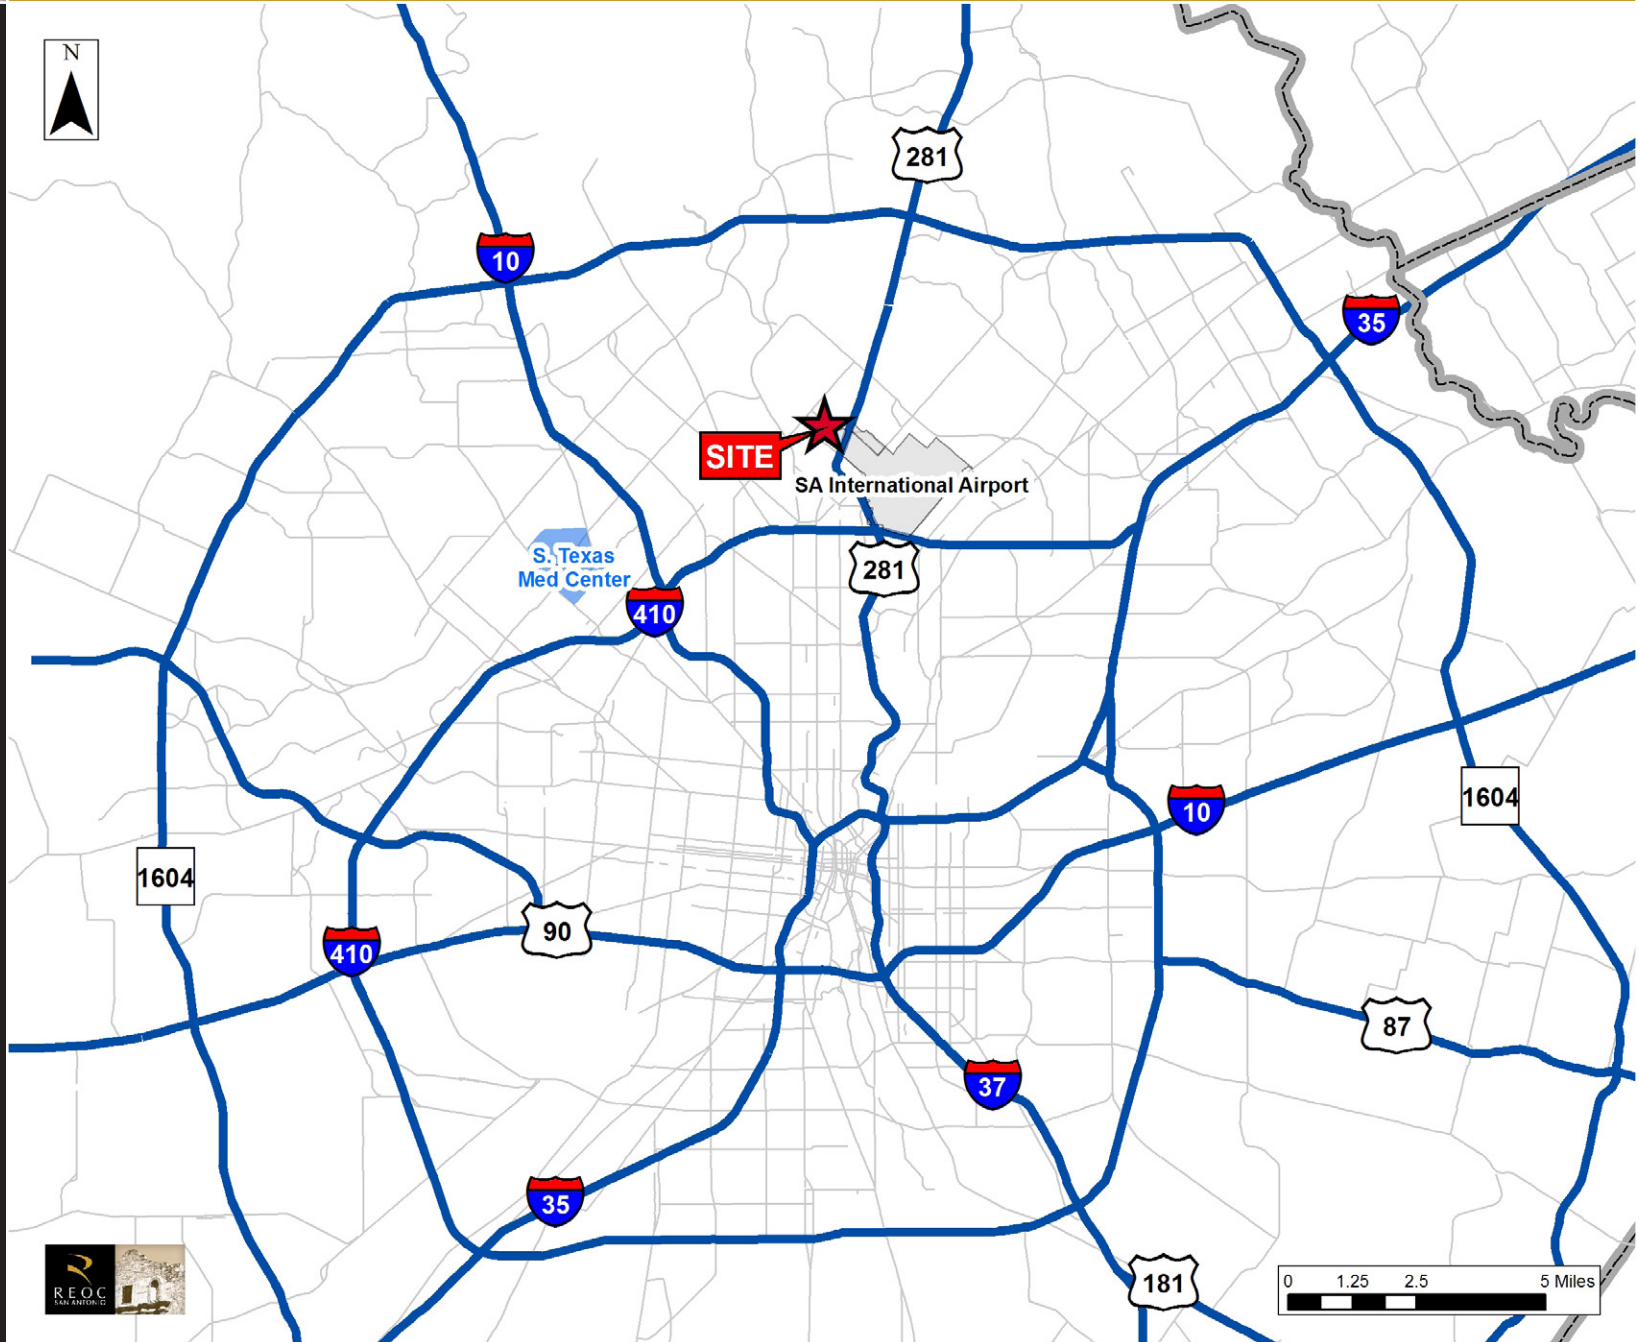 N
281
10
35
SITE
SA International Airport
S. Texas
Med Center
281
410
10
1604
1604
90
410
87
37
35
181
0 1.25 2.5 5 Miles
R
REOC
SAN ANTONIO